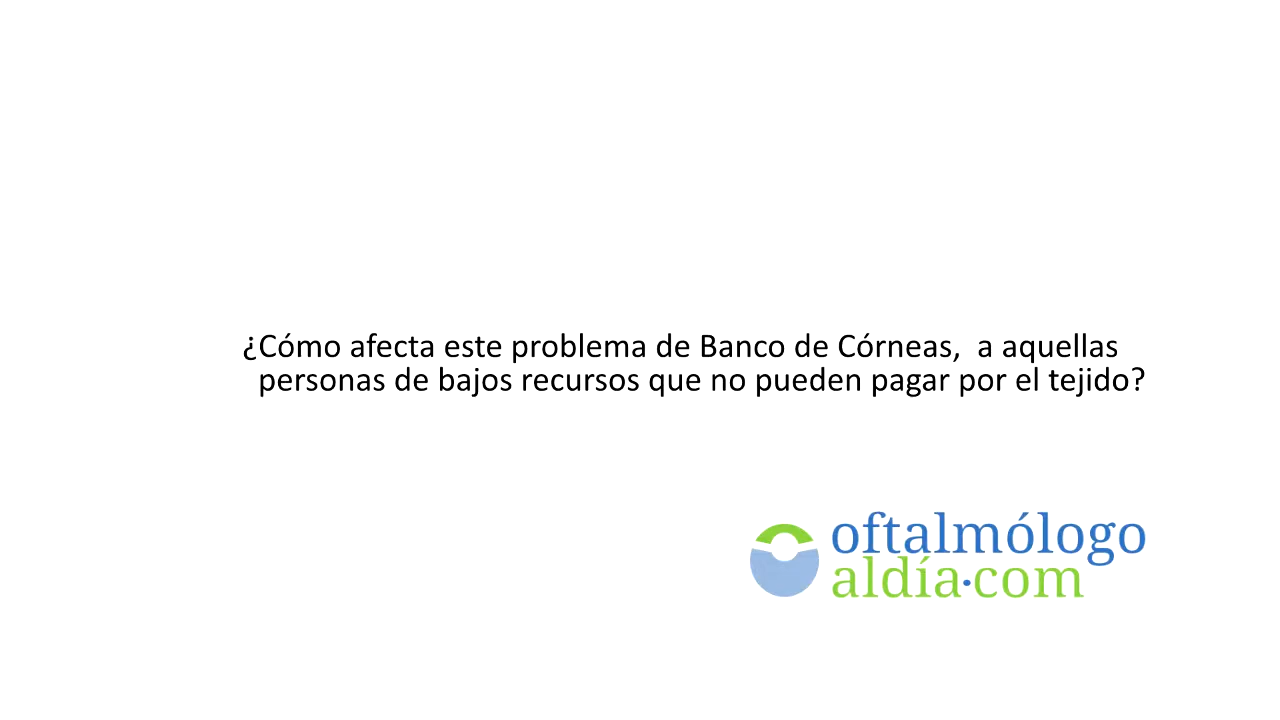 ¿Cómo afecta este problema de Banco de Córneas,  a aquellas
personas de bajos recursos que no pueden pagar por el tejido?
oftalmólogo
aldía·com